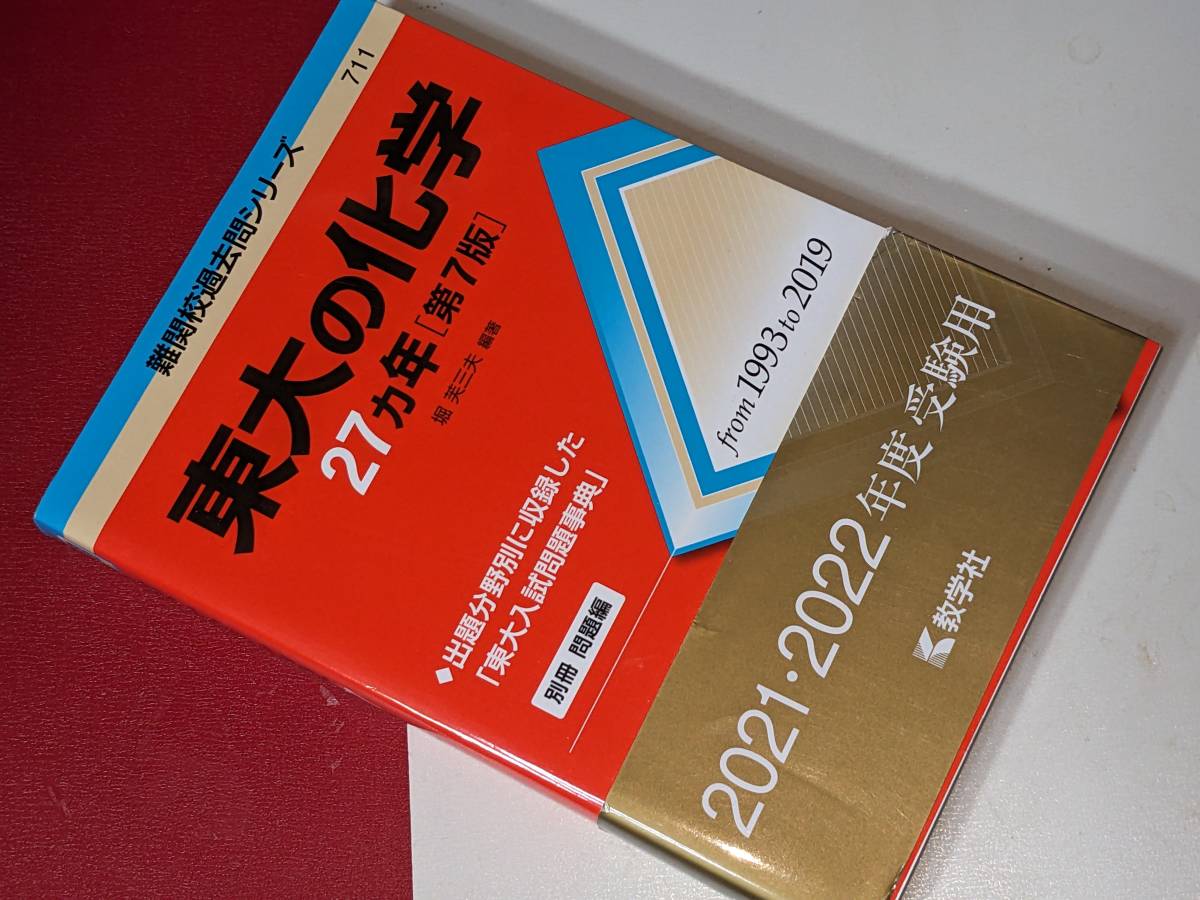 難関校過去問シリーズ
711
東大の化学
27カ年[第7版]
堀 芙三夫 編著
from 1993 to 2019
◆出題分野別に収録した
「東大入試問題事典」
別冊 問題編
2021・2022年度 受験用
教学社